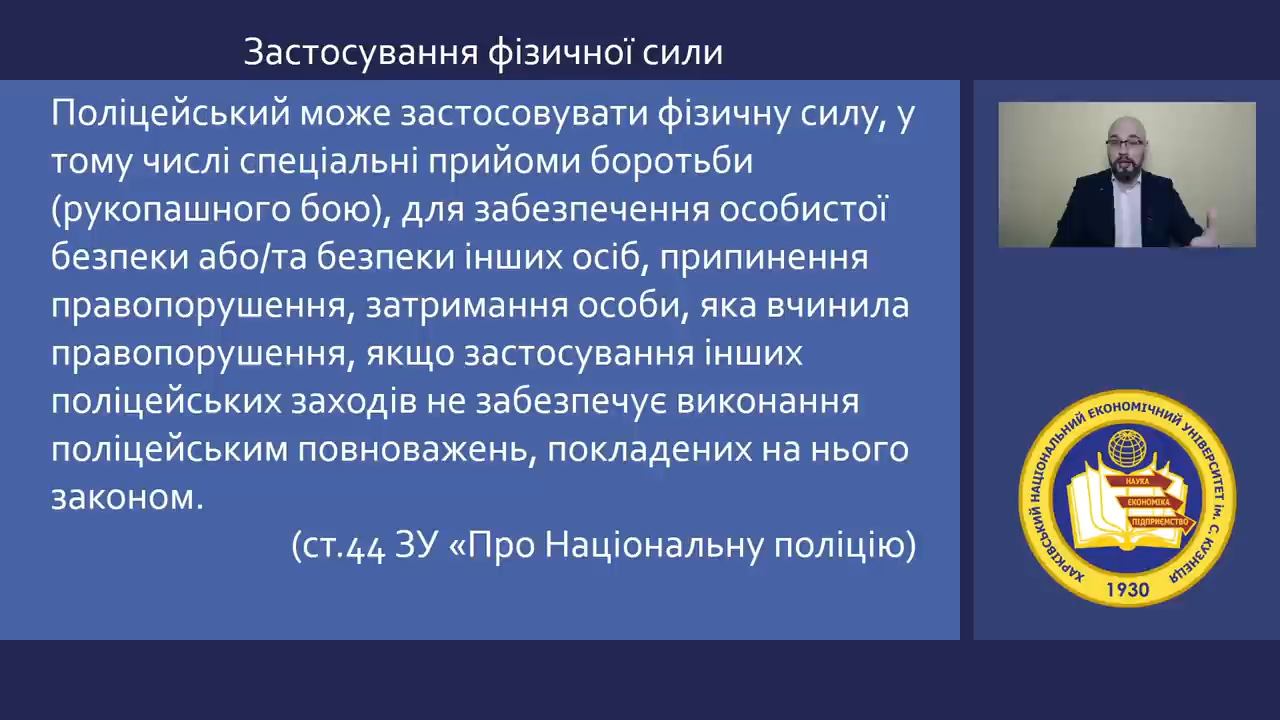 Застосування фізичної сили
Поліцейський може застосовувати фізичну силу, у
тому числі спеціальні прийоми боротьби
(рукопашного бою), для забезпечення особистої
безпеки або/та безпеки інших осіб, припинення
правопорушення, затримання особи, яка вчинила
правопорушення, якщо застосування інших
поліцейських заходів не забезпечує виконання
поліцейським повноважень, покладених на нього
законом.
(ст.44 ЗУ «Про Національну поліцію)
ХАРКІВСЬКИЙ НАЦІОНАЛЬНИЙ ЕКОНОМІЧНИЙ УНІВЕРСИТЕТ ім. С. КУЗНЕЦЯ
НАУКА
ЕКОНОМІКА
ПІДПРИЄМСТВО
1930